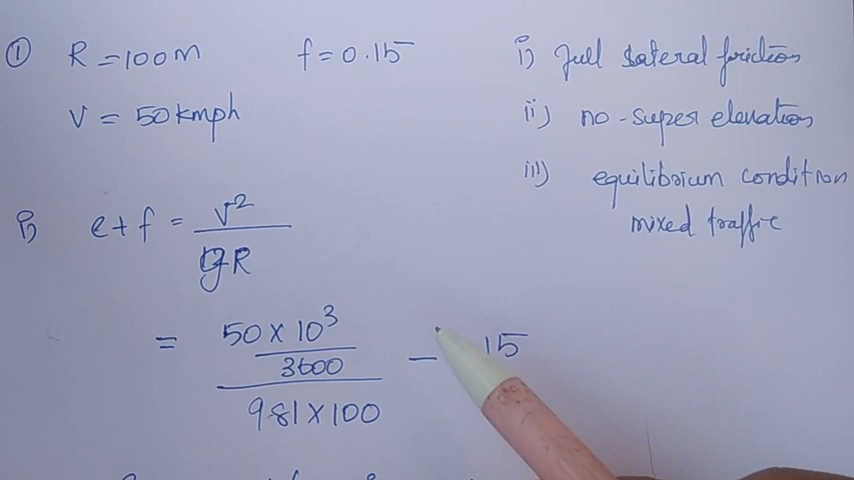 ① R = 100m f = 0.15 i) full lateral friction
V = 50 kmph ii) no - super elevation
iii) equilibrium condition
mixed traffic
i) e + f = V²
gR
= 50 × 10³ - 15
3600
9.81 × 100